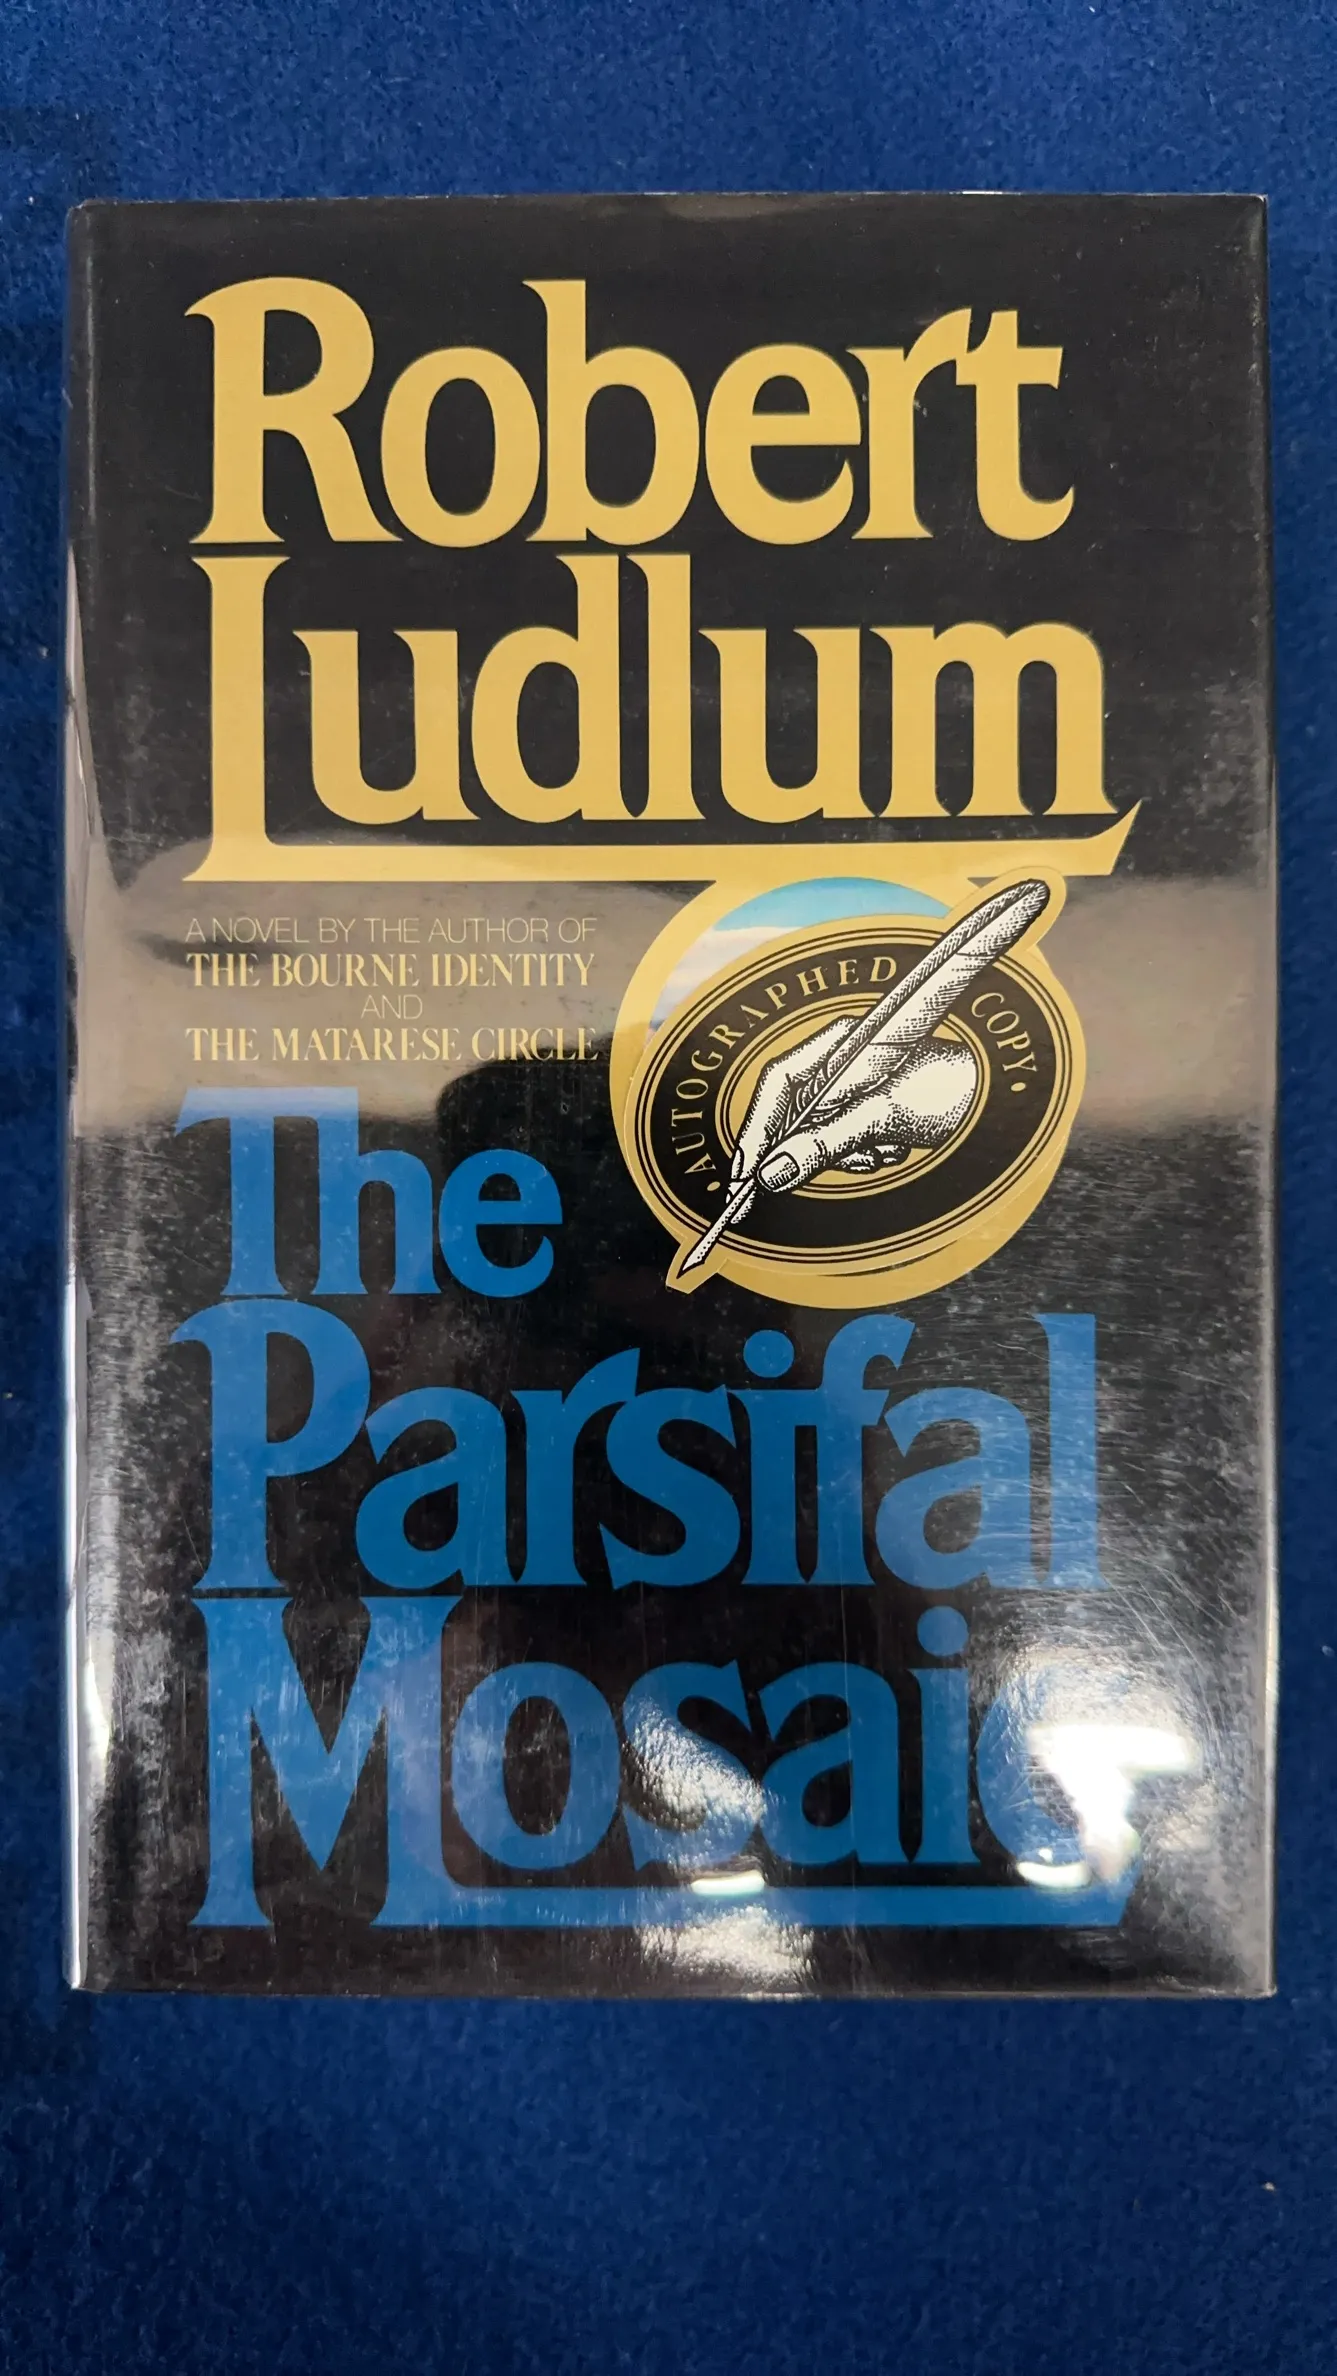 Robert
Ludlum
A NOVEL BY THE AUTHOR OF
THE BOURNE IDENTITY
AND
THE MATARESE CIRCLE
• AUTOGRAPHED COPY •
The
Parsifal
Mosaic